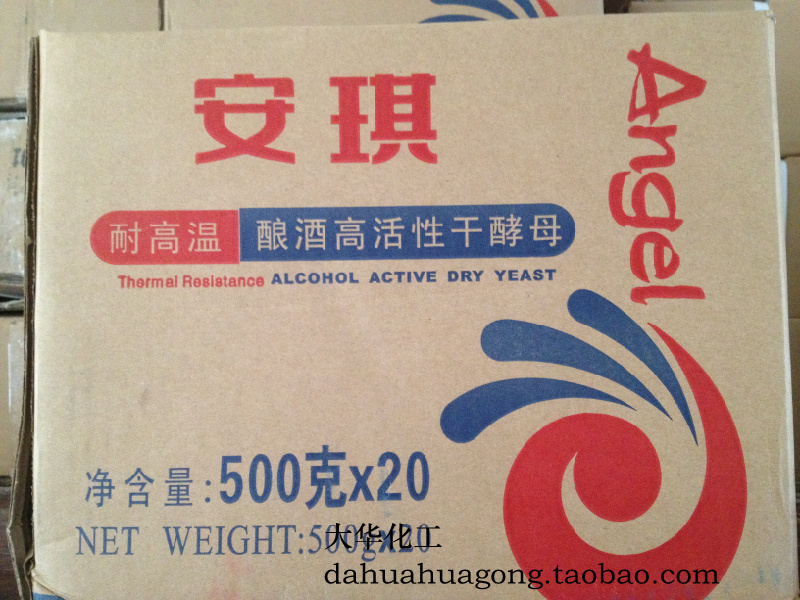 安琪
Angel
耐高温 酿酒高活性干酵母
Thermal Resistance ALCOHOL ACTIVE DRY YEAST
净含量:500克x20
NET WEIGHT:500gx20
大华化工
dahuahuagong.taobao.com